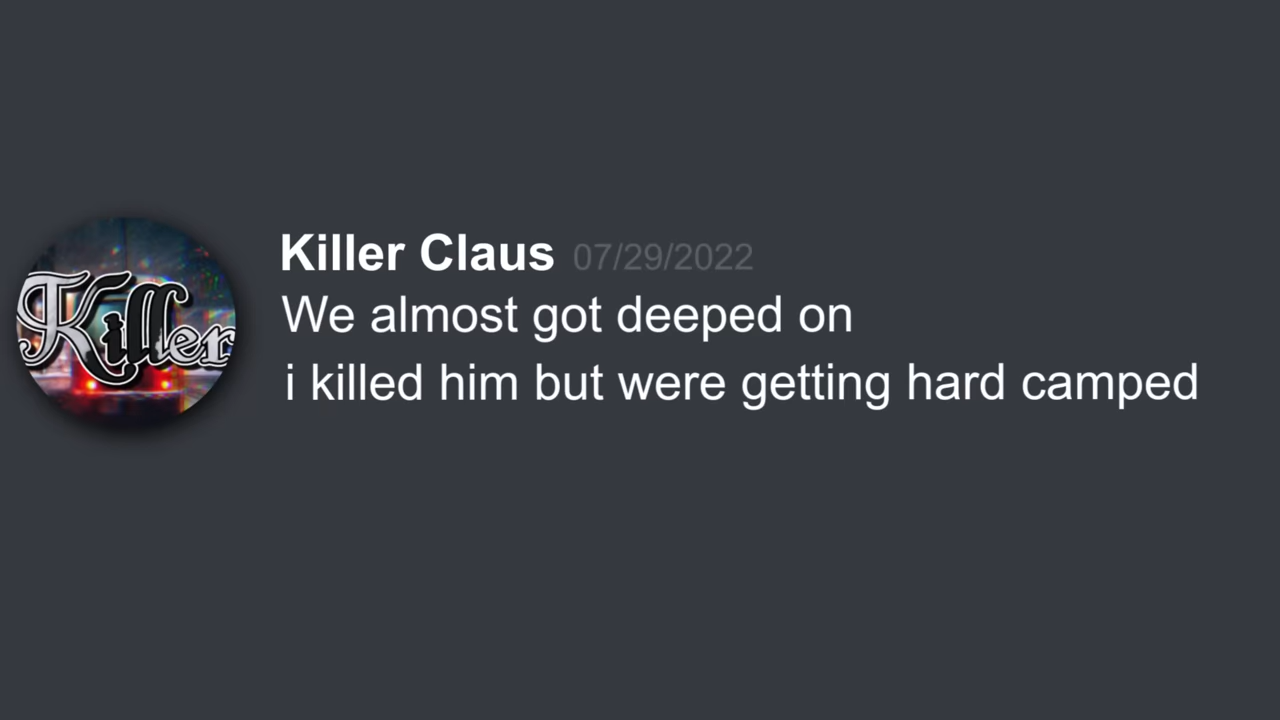 Killer
Killer Claus 07/29/2022
We almost got deeped on
i killed him but were getting hard camped